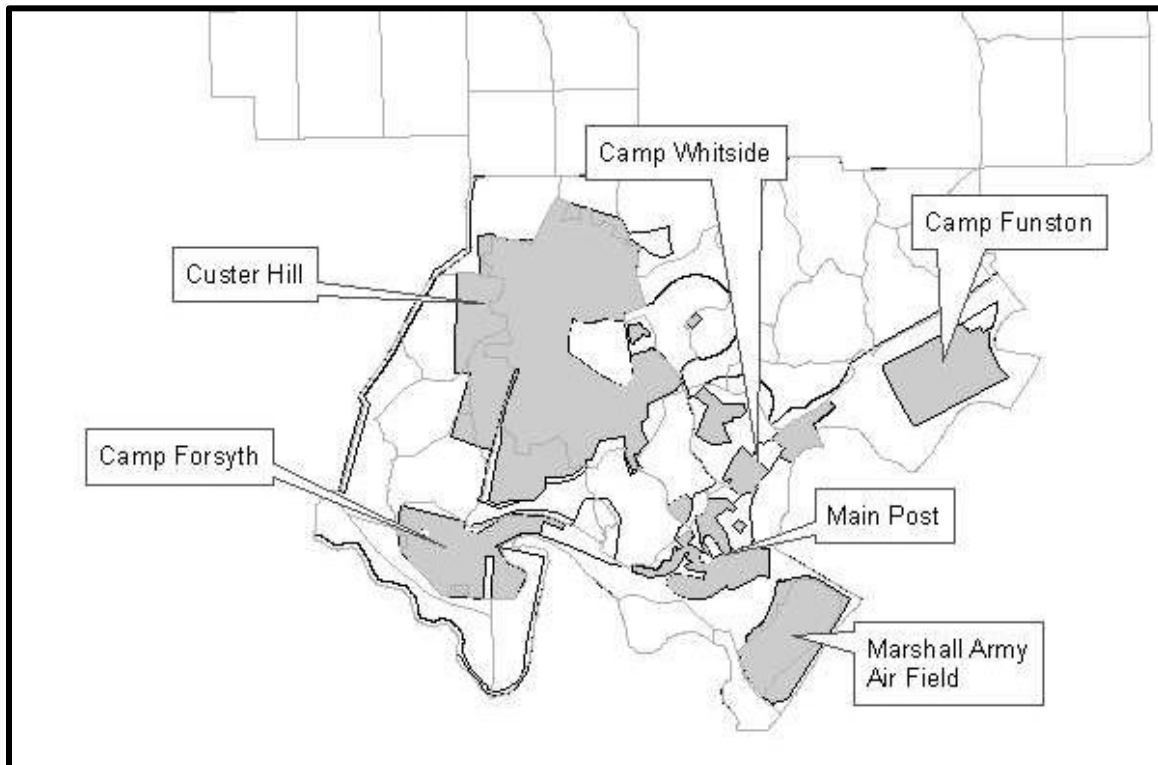 Camp Whitside
Camp Funston
Custer Hill
Camp Forsyth
Main Post
Marshall Army
Air Field